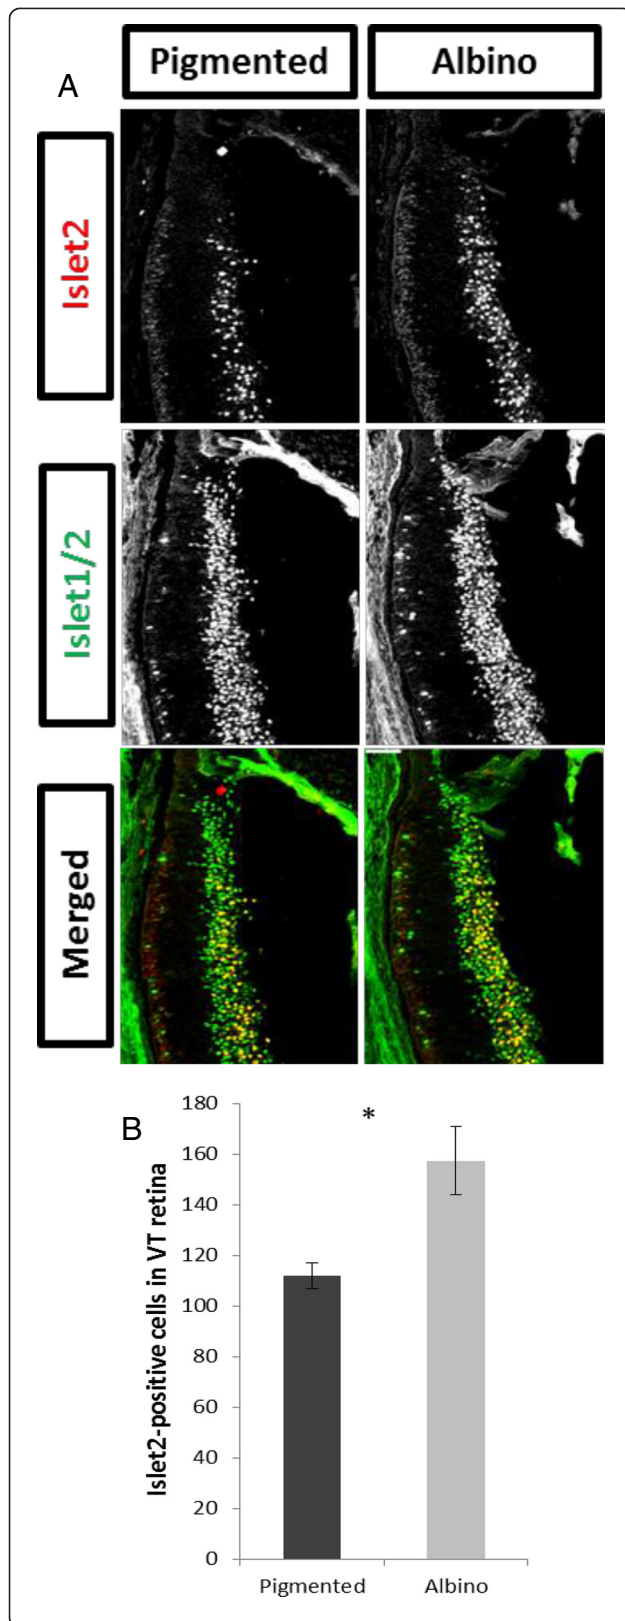 A
Pigmented
Albino
Islet2
Islet1/2
Merged
B
*
Islet2-positive cells in VT retina
180
160
140
120
100
80
60
40
20
0
Pigmented
Albino